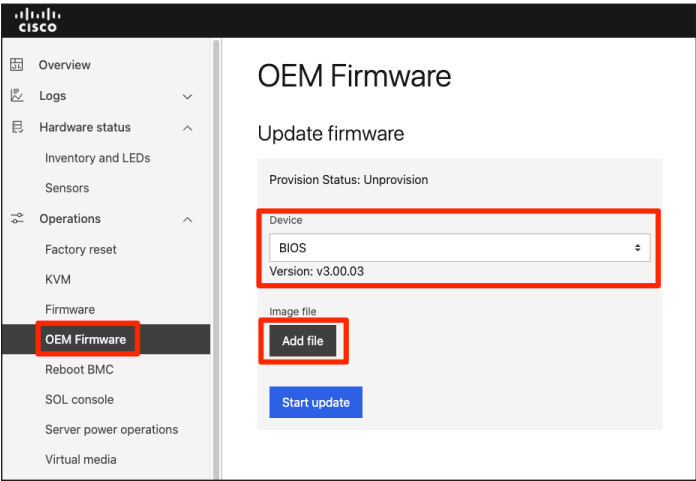 CISCO
Overview
Logs
Hardware status
Inventory and LEDs
Sensors
Operations
Factory reset
KVM
Firmware
OEM Firmware
Reboot BMC
SOL console
Server power operations
Virtual media
OEM Firmware
Update firmware
Provision Status: Unprovision
Device
BIOS
Version: v3.00.03
Image file
Add file
Start update